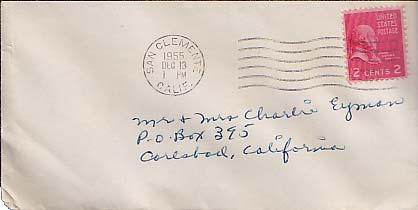 SAN CLEMENTE
1955
DEC 13
1 PM
CALIF.
UNITED
STATES
POSTAGE
2 CENTS 2
Mr + Mrs Charlie Eyman
P-O-Box 395
Carlsbad, California